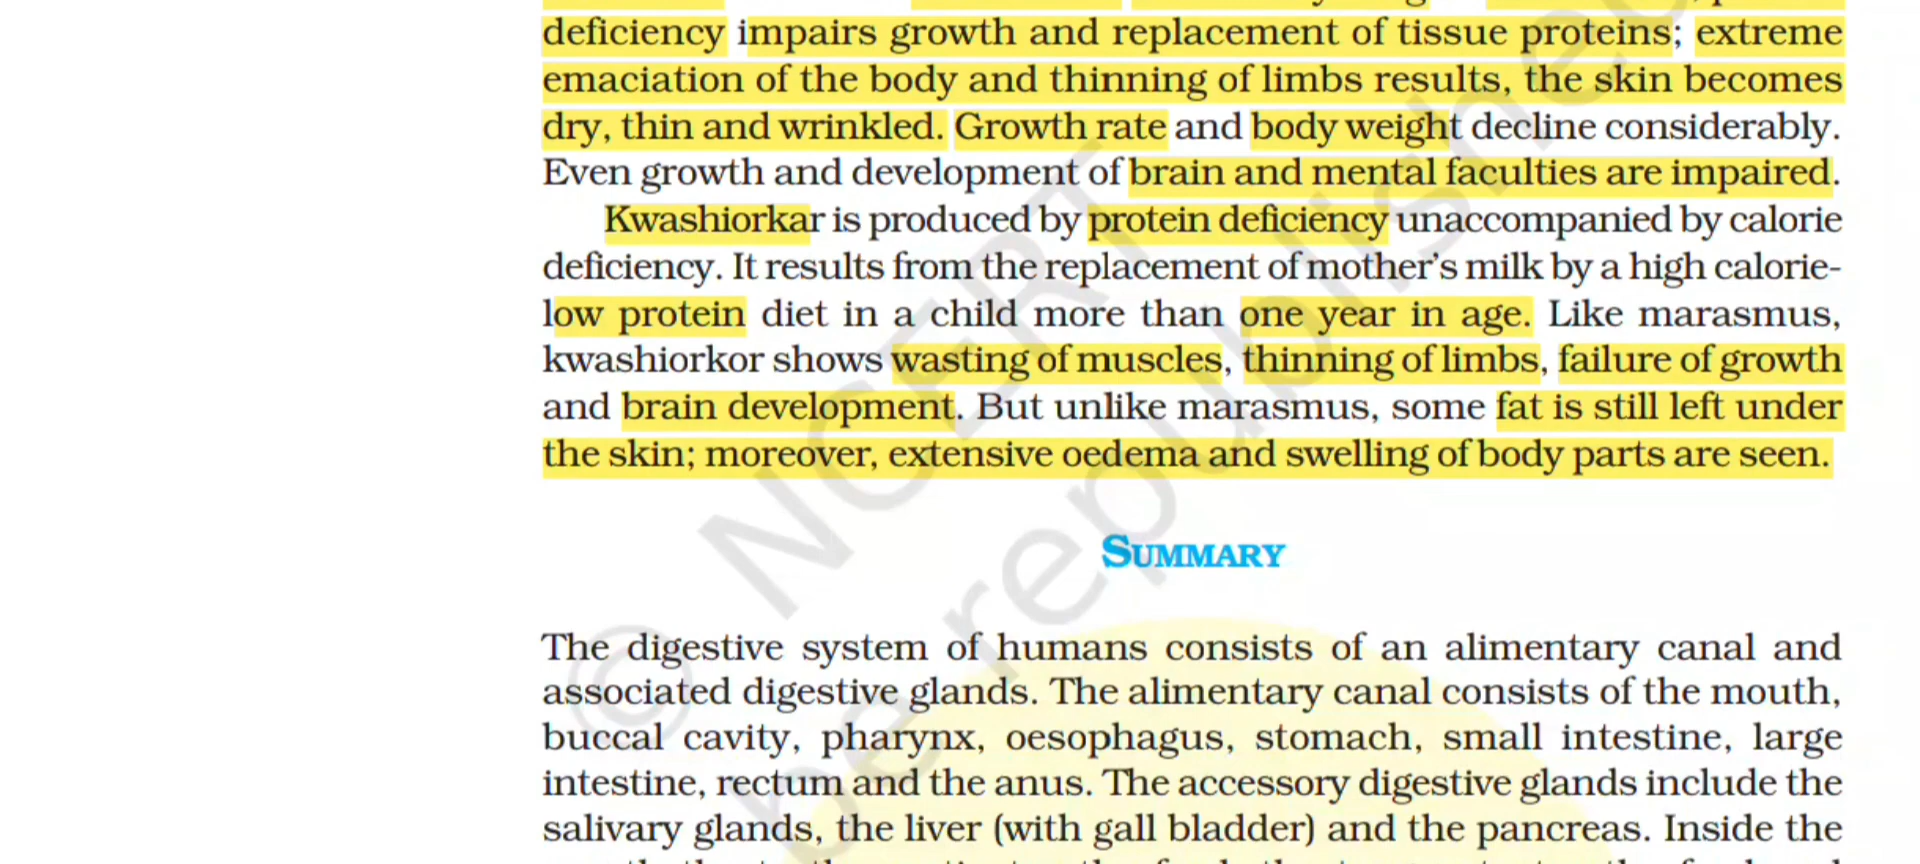 deficiency impairs growth and replacement of tissue proteins; extreme
emaciation of the body and thinning of limbs results, the skin becomes
dry, thin and wrinkled. Growth rate and body weight decline considerably.
Even growth and development of brain and mental faculties are impaired.
Kwashiorkar is produced by protein deficiency unaccompanied by calorie
deficiency. It results from the replacement of mother's milk by a high calorie-
low protein diet in a child more than one year in age. Like marasmus,
kwashiorkor shows wasting of muscles, thinning of limbs, failure of growth
and brain development. But unlike marasmus, some fat is still left under
the skin; moreover, extensive oedema and swelling of body parts are seen.
SUMMARY
The digestive system of humans consists of an alimentary canal and
associated digestive glands. The alimentary canal consists of the mouth,
buccal cavity, pharynx, oesophagus, stomach, small intestine, large
intestine, rectum and the anus. The accessory digestive glands include the
salivary glands, the liver (with gall bladder) and the pancreas. Inside the
© NCERT
be republished